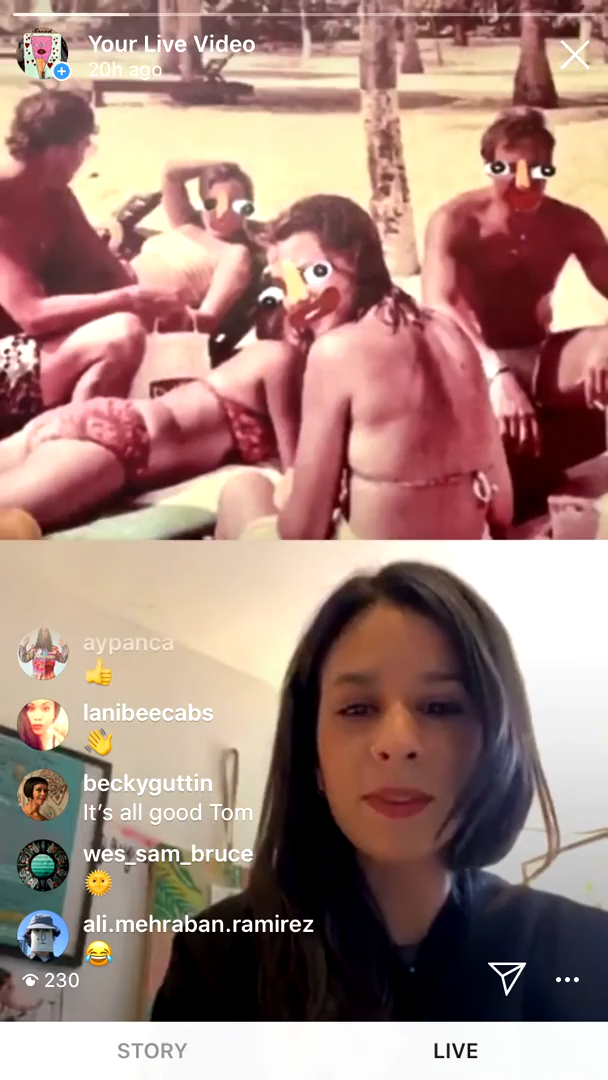 Your Live Video
20h ago
aypanca
👍
lanibeecabs
👋
beckyguttin
It’s all good Tom
wes_sam_bruce
🌞
ali.mehraban.ramirez
😂
230
STORY
LIVE